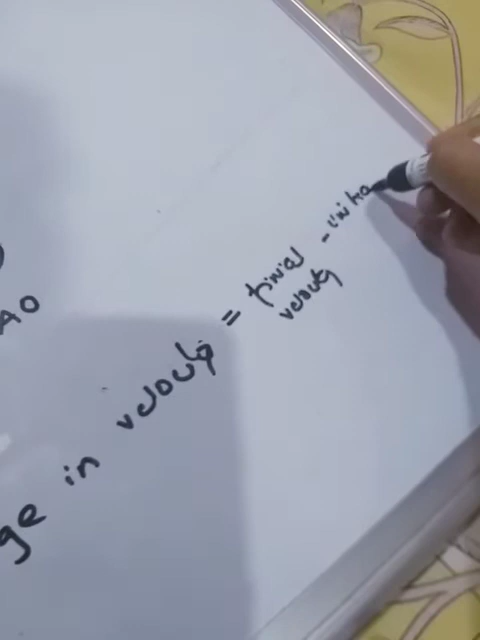 AO
ge in velocity = final - initia
velocity